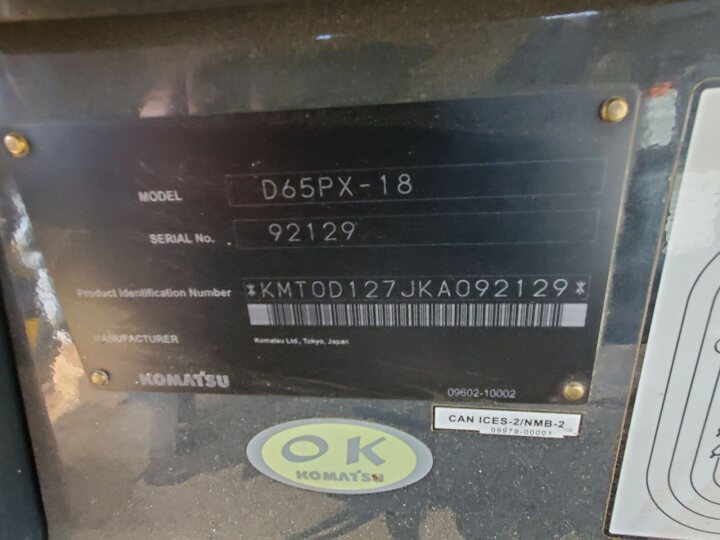 MODEL D65PX-18
SERIAL No. 92129
Product Identification Number *KMT0D127JKA092129*
MANUFACTURER Komatsu Ltd., Tokyo, Japan
KOMATSU 09602-10002
CAN ICES-2/NMB-2
09979-00001
OK
KOMATSU